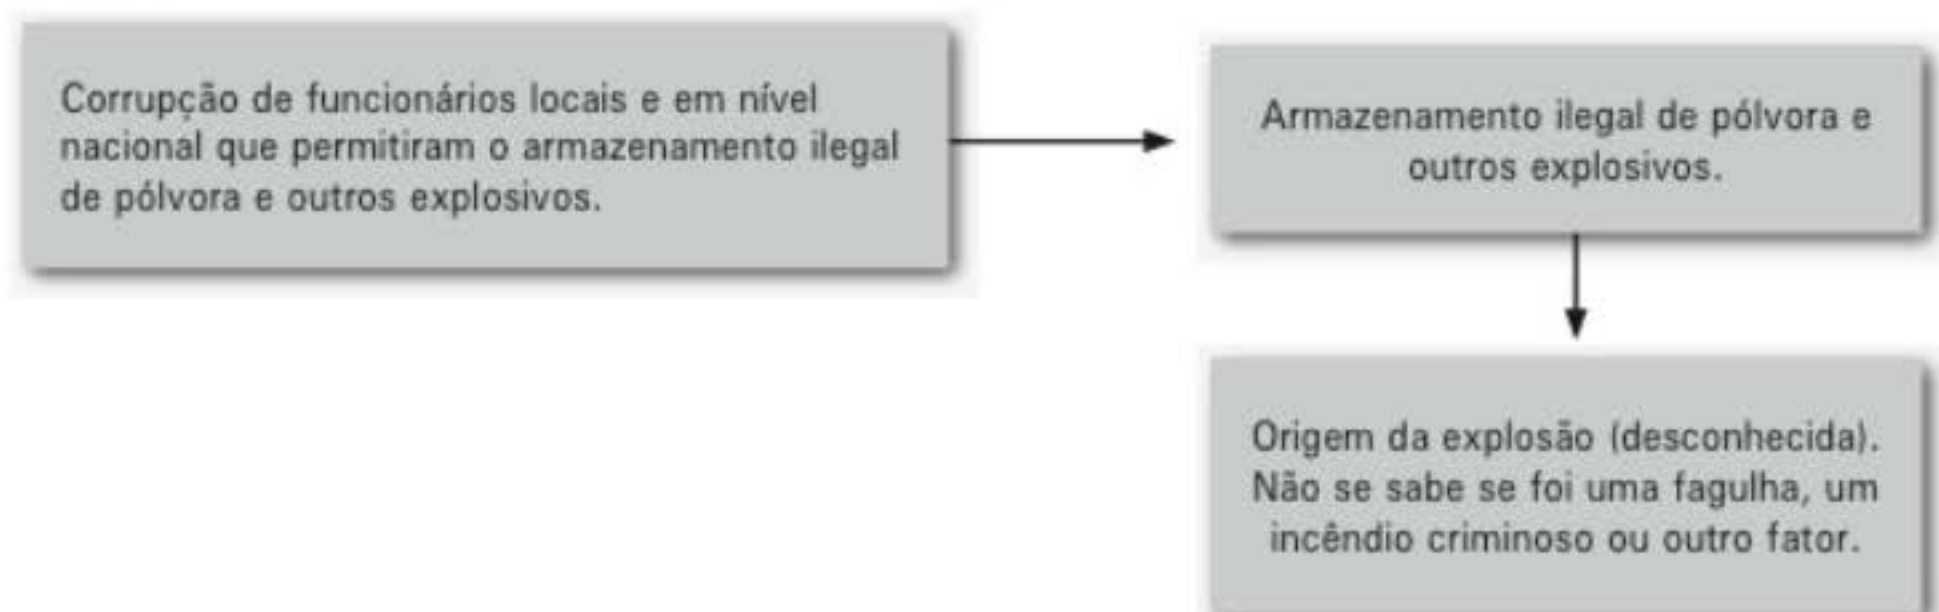 Corrupção de funcionários locais e em nível
nacional que permitiram o armazenamento ilegal
de pólvora e outros explosivos.
Armazenamento ilegal de pólvora e
outros explosivos.
Origem da explosão (desconhecida).
Não se sabe se foi uma fagulha, um
incêndio criminoso ou outro fator.